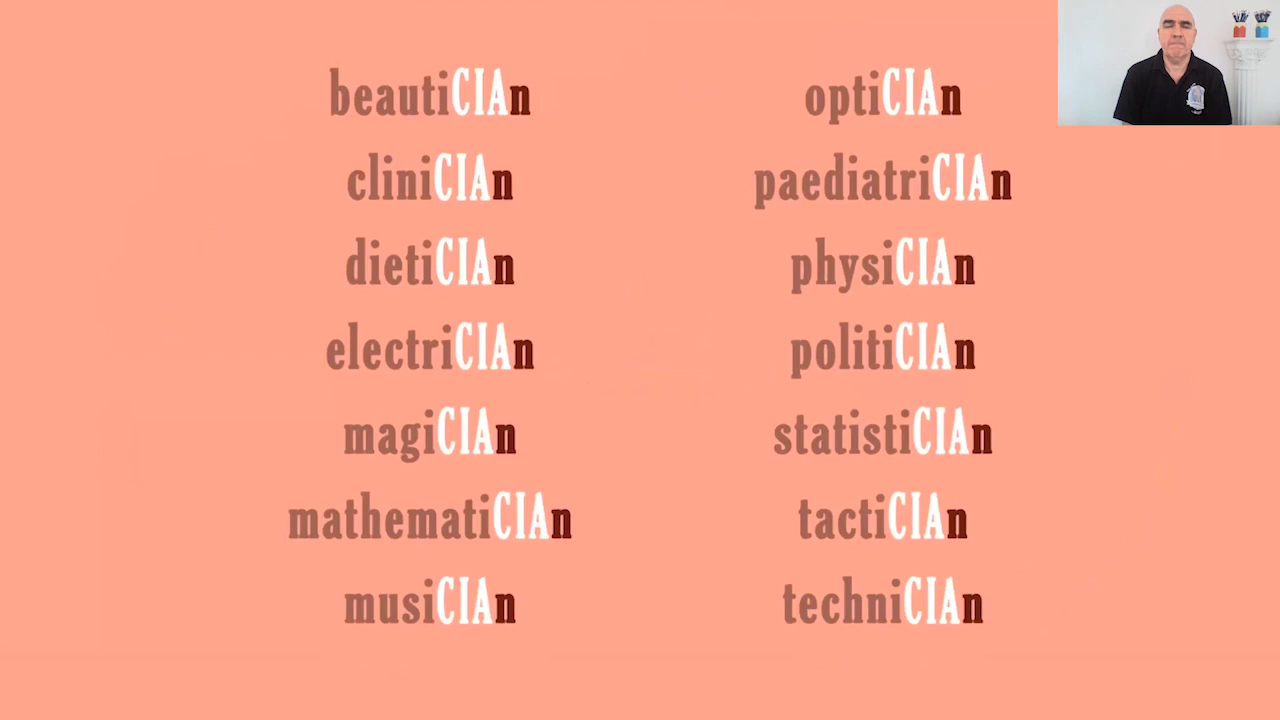 beautiCIAn
cliniCIAn
dietiCIAn
electriCIAn
magiCIAn
mathematiCIAn
musiCIAn
optiCIAn
paediatriCIAn
physiCIAn
politiCIAn
statistiCIAn
tactiCIAn
techniCIAn